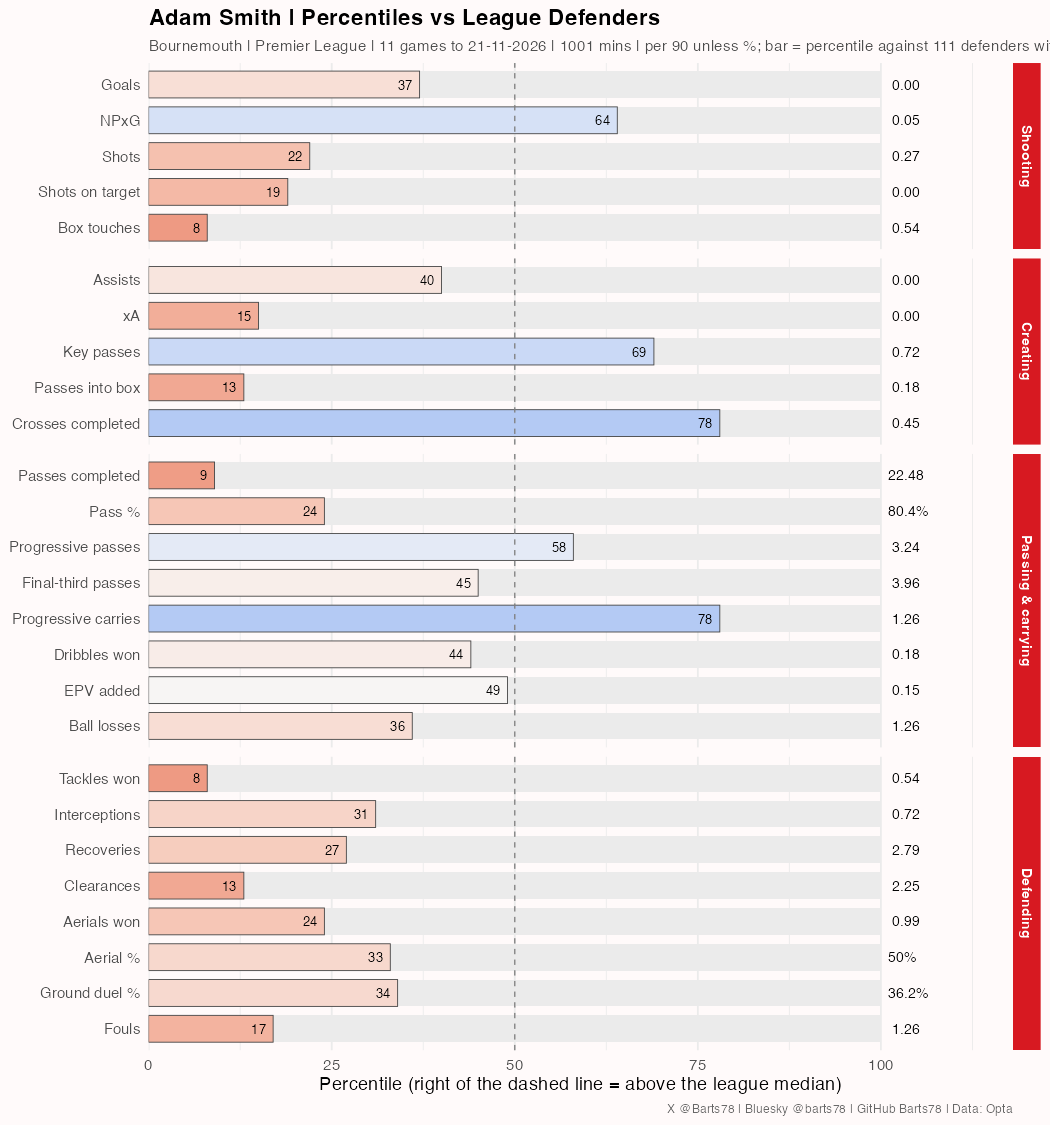 Adam Smith | Percentiles vs League Defenders
Bournemouth | Premier League | 11 games to 21-11-2026 | 1001 mins | per 90 unless %; bar = percentile against 111 defenders wi
Goals 37 0.00
NPxG 64 0.05
Shots 22 0.27
Shots on target 19 0.00
Box touches 8 0.54
Shooting
Assists 40 0.00
xA 15 0.00
Key passes 69 0.72
Passes into box 13 0.18
Crosses completed 78 0.45
Creating
Passes completed 9 22.48
Pass % 24 80.4%
Progressive passes 58 3.24
Final-third passes 45 3.96
Progressive carries 78 1.26
Dribbles won 44 0.18
EPV added 49 0.15
Ball losses 36 1.26
Passing & carrying
Tackles won 8 0.54
Interceptions 31 0.72
Recoveries 27 2.79
Clearances 13 2.25
Aerials won 24 0.99
Aerial % 33 50%
Ground duel % 34 36.2%
Fouls 17 1.26
Defending
0 25 50 75 100
Percentile (right of the dashed line = above the league median)
X @Barts78 | Bluesky @barts78 | GitHub Barts78 | Data: Opta